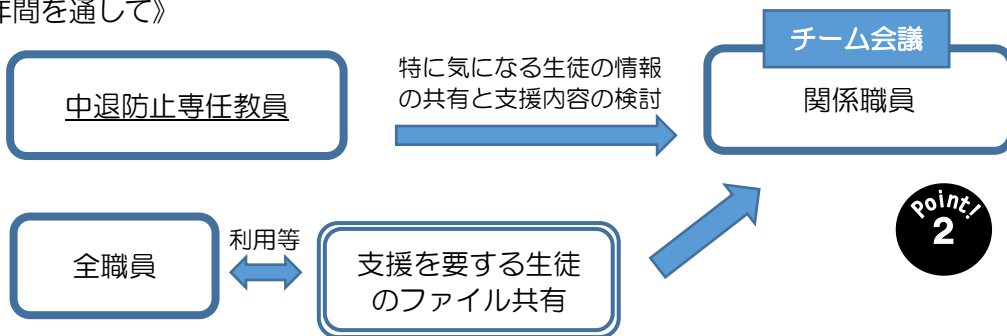 年間を通して》
チーム会議
中退防止専任教員
特に気になる生徒の情報
の共有と支援内容の検討
関係職員
Point!
2
全職員
利用等
支援を要する生徒
のファイル共有